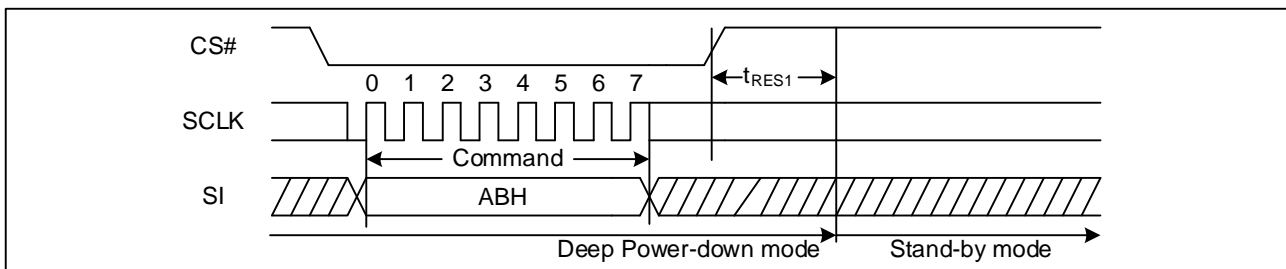 CS#
tRES1
0 1 2 3 4 5 6 7
SCLK
Command
SI
ABH
Deep Power-down mode Stand-by mode